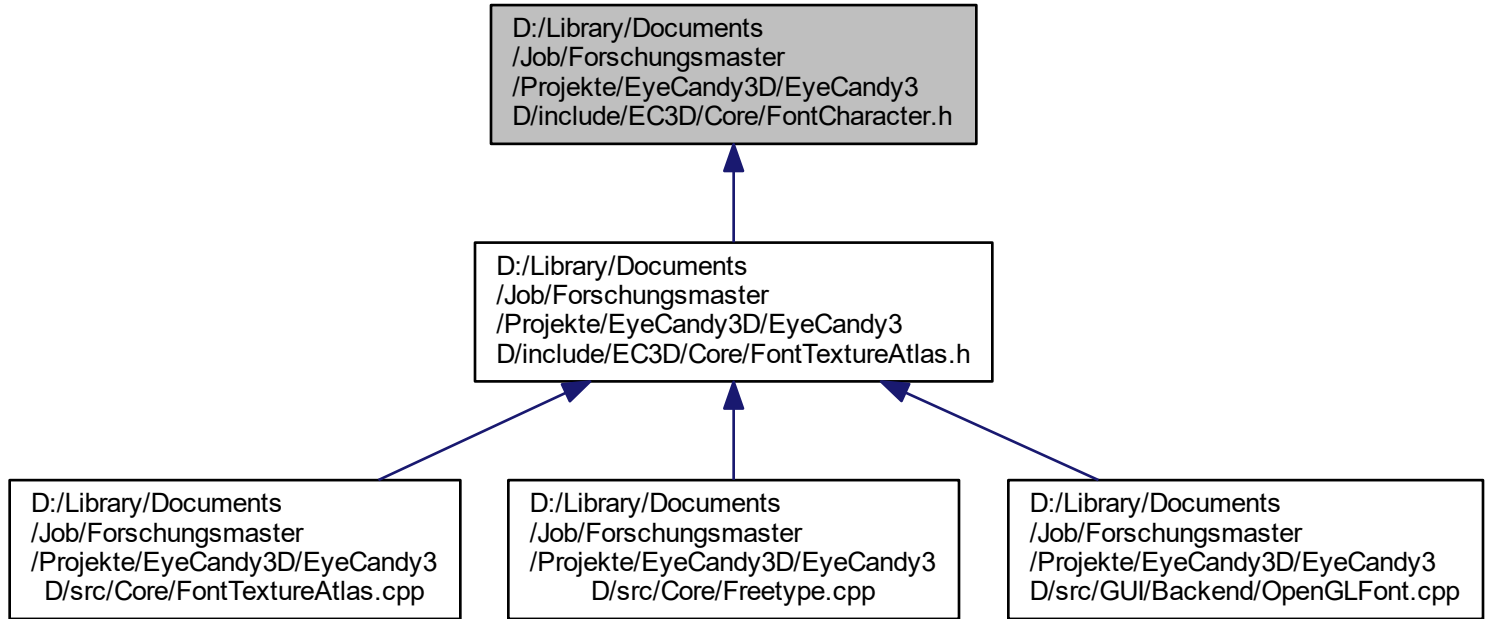 D:/Library/Documents
/Job/Forschungsmaster
/Projekte/EyeCandy3D/EyeCandy3
D/include/EC3D/Core/FontCharacter.h
D:/Library/Documents
/Job/Forschungsmaster
/Projekte/EyeCandy3D/EyeCandy3
D/include/EC3D/Core/FontTextureAtlas.h
D:/Library/Documents
/Job/Forschungsmaster
/Projekte/EyeCandy3D/EyeCandy3
D/src/Core/FontTextureAtlas.cpp
D:/Library/Documents
/Job/Forschungsmaster
/Projekte/EyeCandy3D/EyeCandy3
D/src/Core/Freetype.cpp
D:/Library/Documents
/Job/Forschungsmaster
/Projekte/EyeCandy3D/EyeCandy3
D/src/GUI/Backend/OpenGLFont.cpp